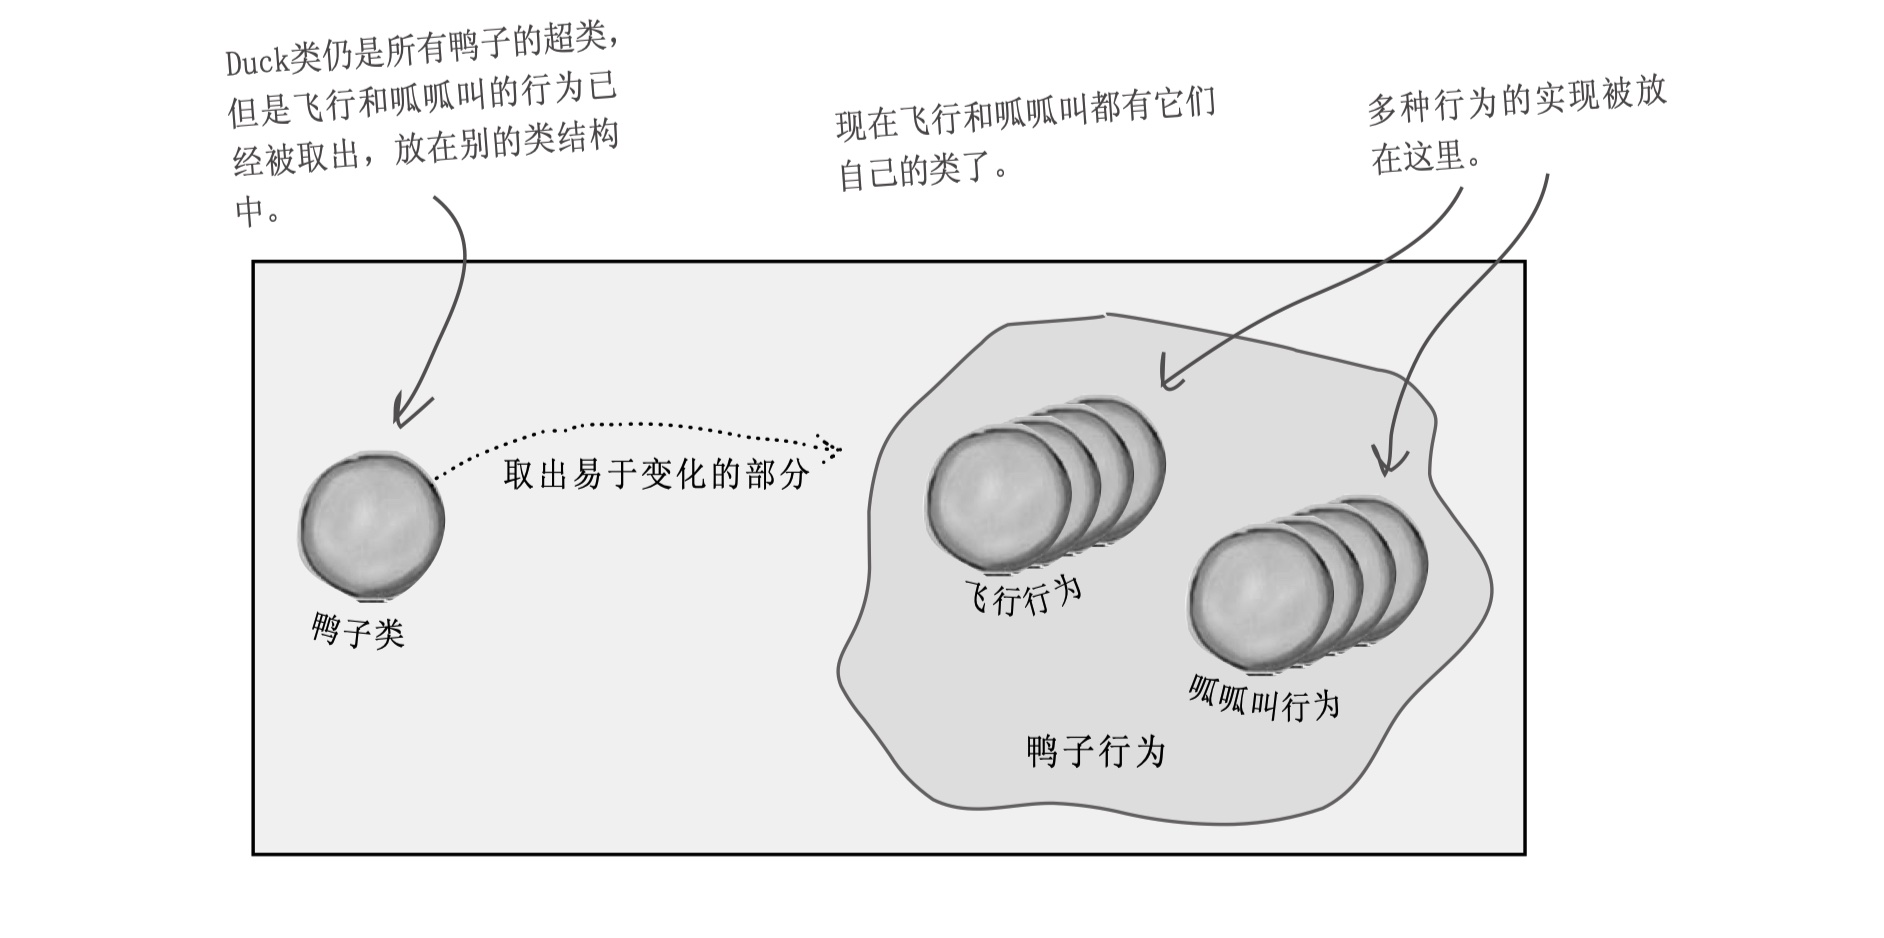 Duck类仍是所有鸭子的超类，
但是飞行和呱呱叫的行为已
经被取出，放在别的类结构
中。
现在飞行和呱呱叫都有它们
自己的类了。
多种行为的实现被放
在这里。
取出易于变化的部分
鸭子类
飞行行为
呱呱叫行为
鸭子行为